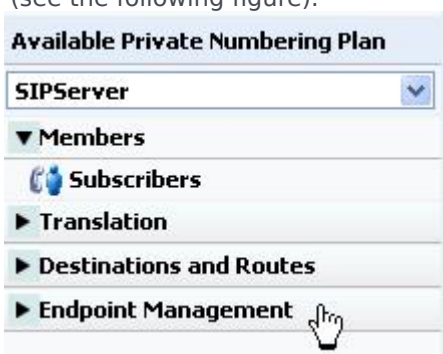 (see the following figure).
Available Private Numbering Plan
SIPServer
Members
Subscribers
Translation
Destinations and Routes
Endpoint Management